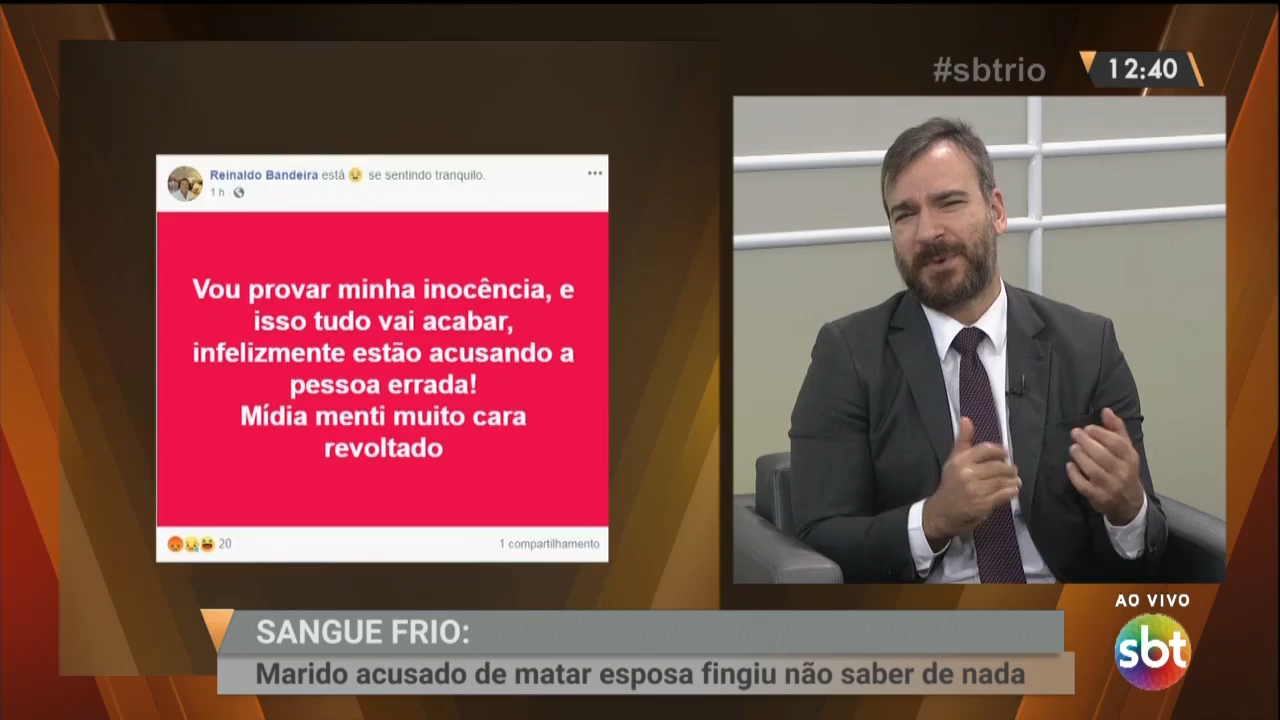 #sbtrio
12:40
Reinaldo Bandeira está se sentindo tranquilo.
1 h
Vou provar minha inocência, e
isso tudo vai acabar,
infelizmente estão acusando a
pessoa errada!
Mídia menti muito cara
revoltado
20
1 compartilhamento
AO VIVO
sbt
SANGUE FRIO:
Marido acusado de matar esposa fingiu não saber de nada